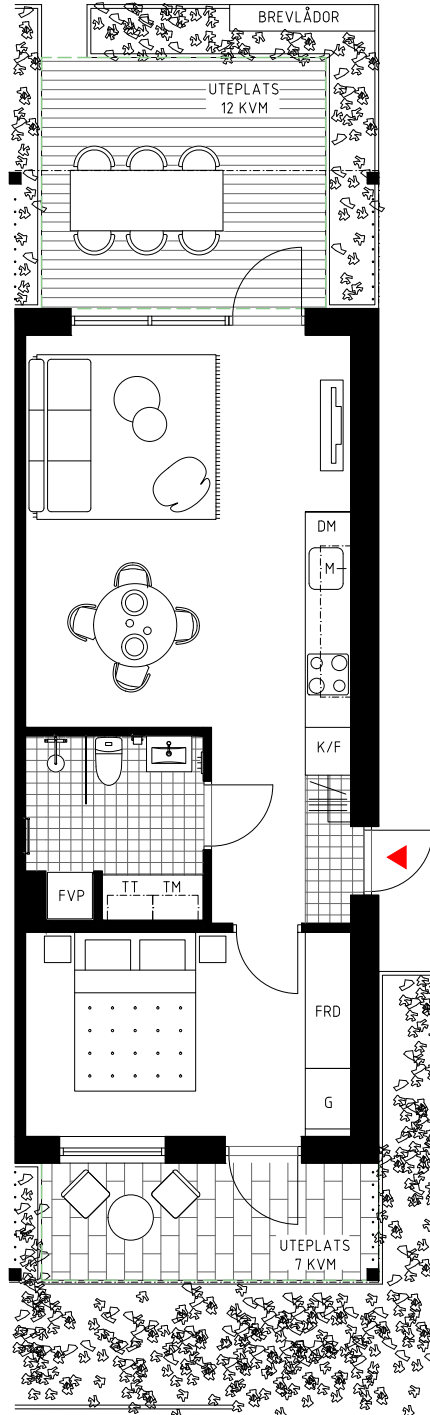 BREVLÅDOR
UTEPLATS
12 KVM
DM
M
K/F
TT TM
FVP
FRD
G
UTEPLATS
7 KVM